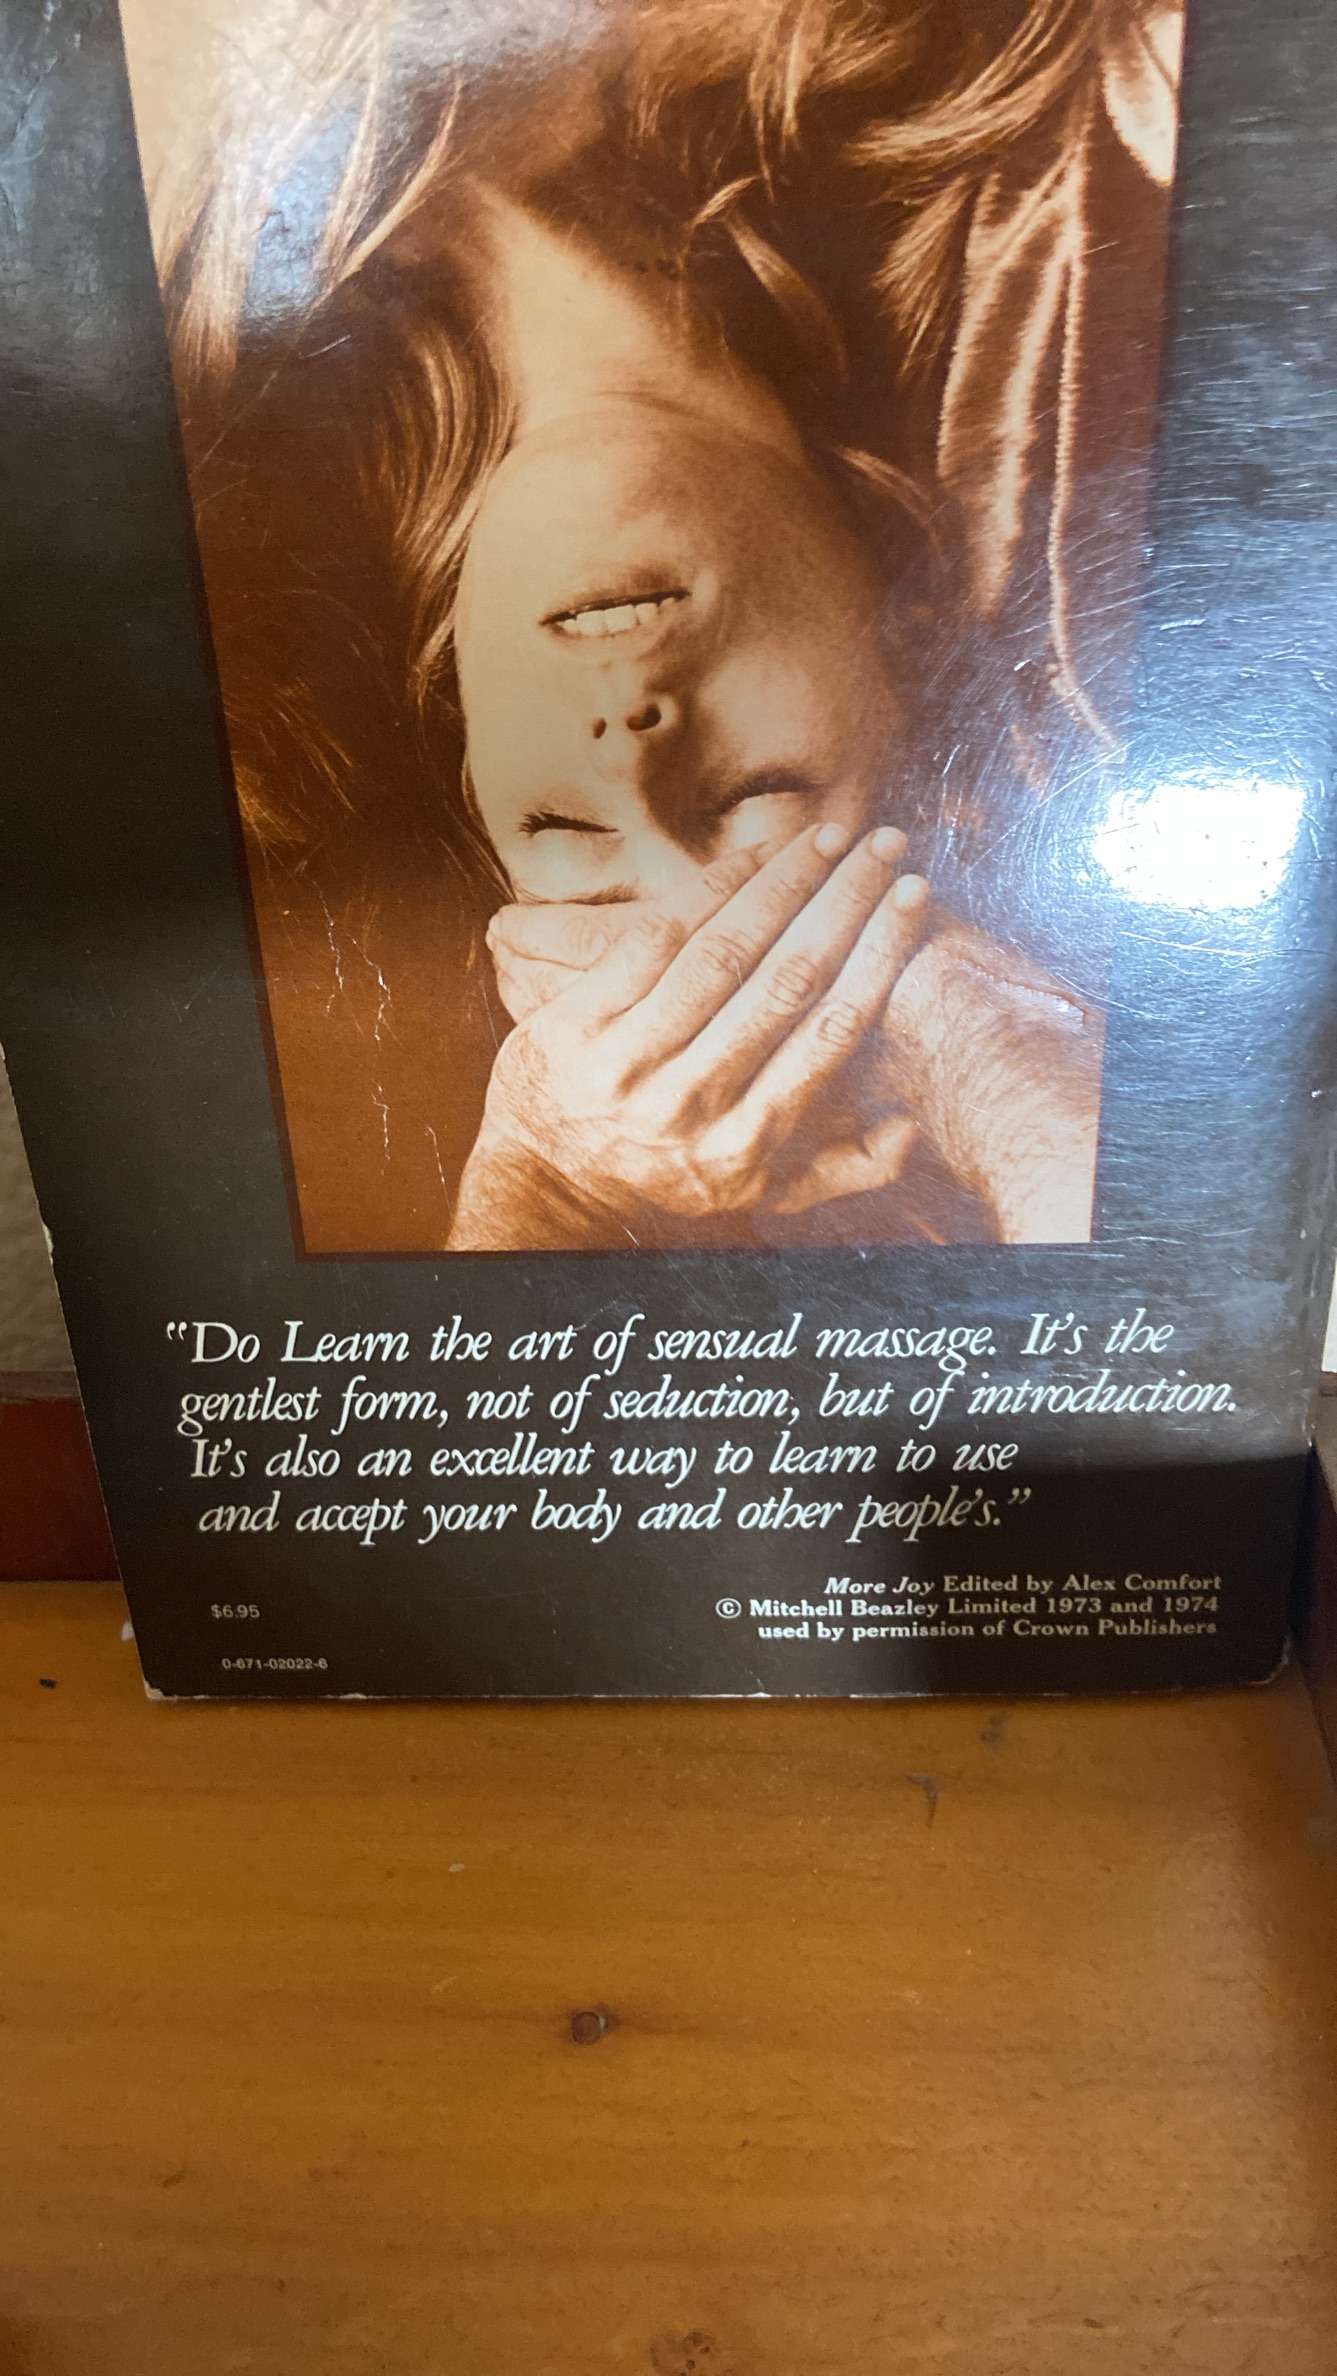 “Do Learn the art of sensual massage. It’s the
gentlest form, not of seduction, but of introduction.
It’s also an excellent way to learn to use
and accept your body and other people’s.”
More Joy Edited by Alex Comfort
© Mitchell Beazley Limited 1973 and 1974
used by permission of Crown Publishers
$6.95
0-671-02022-6